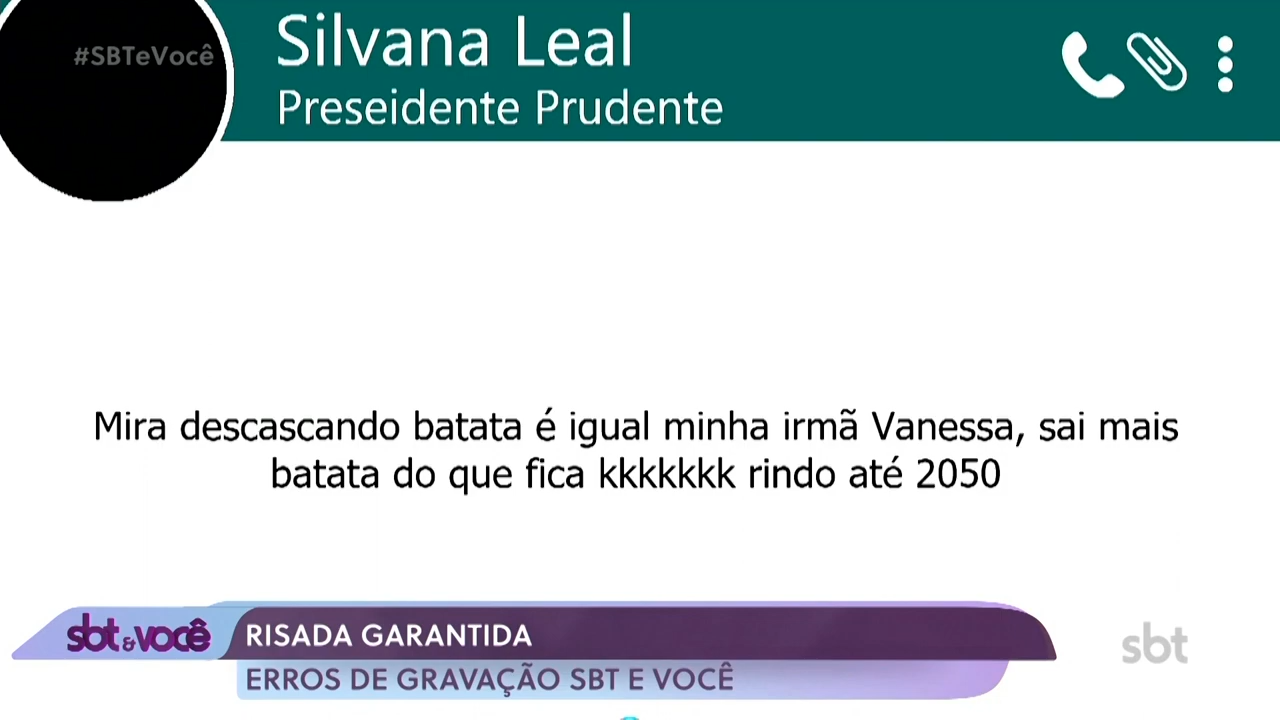 #SBTeVocê
Silvana Leal
Preseidente Prudente
Mira descascando batata é igual minha irmã Vanessa, sai mais
batata do que fica kkkkkkk rindo até 2050
sbt&você
RISADA GARANTIDA
ERROS DE GRAVAÇÃO SBT E VOCÊ
sbt